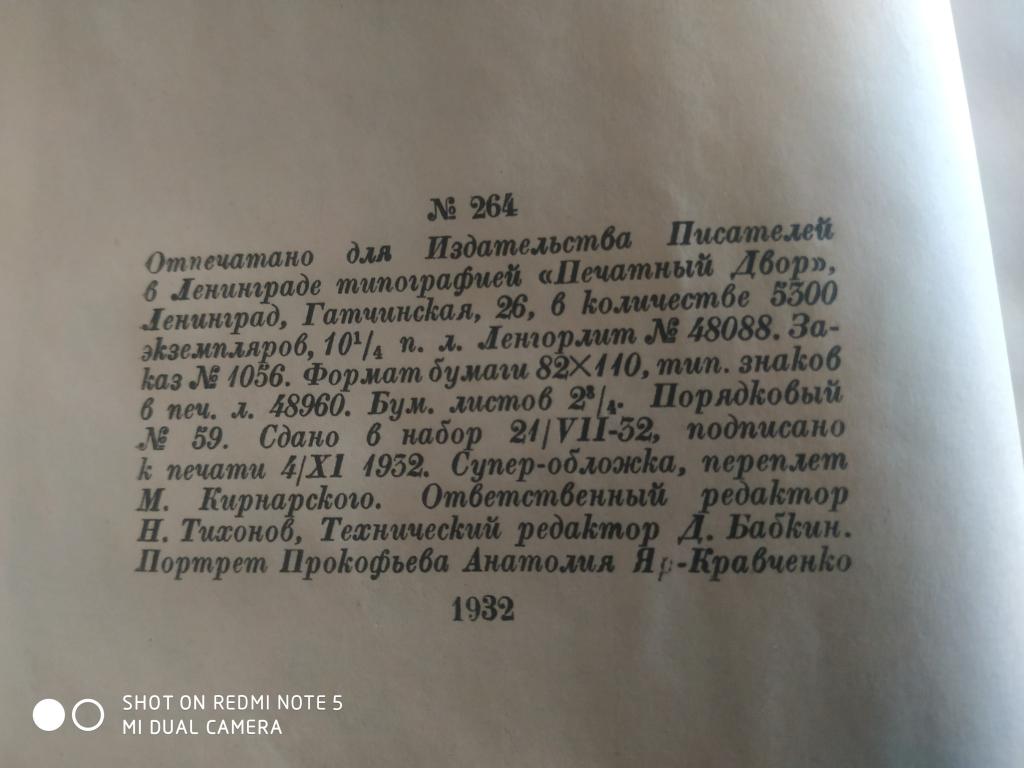 № 264
Отпечатано для Издательства Писателей
в Ленинграде типографией «Печатный Двор»,
Ленинград, Гатчинская, 26, в количестве 5300
экземпляров, 10¹/₄ п. л. Ленгорлит № 48088. За-
каз № 1056. Формат бумаги 82×110, тип. знаков
в печ. л. 48960. Бум. листов 2³/₄. Порядковый
№ 59. Сдано в набор 21/VII-32, подписано
к печати 4/XI 1932. Супер-обложка, переплет
М. Кирнарского. Ответственный редактор
Н. Тихонов, Технический редактор Д. Бабкин.
Портрет Прокофьева Анатолия Яр-Кравченко
1932
SHOT ON REDMI NOTE 5
MI DUAL CAMERA